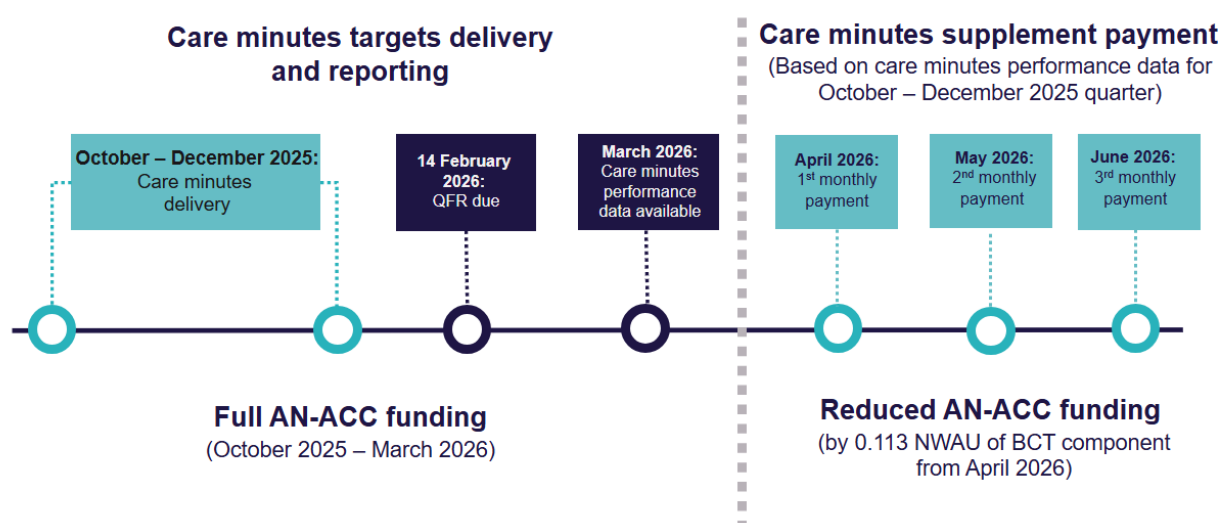 Care minutes targets delivery
and reporting
October – December 2025:
Care minutes
delivery
14 February
2026:
QFR due
March 2026:
Care minutes
performance
data available
Full AN-ACC funding
(October 2025 – March 2026)
Care minutes supplement payment
(Based on care minutes performance data for
October – December 2025 quarter)
April 2026:
1st monthly
payment
May 2026:
2nd monthly
payment
June 2026:
3rd monthly
payment
Reduced AN-ACC funding
(by 0.113 NWAU of BCT component
from April 2026)